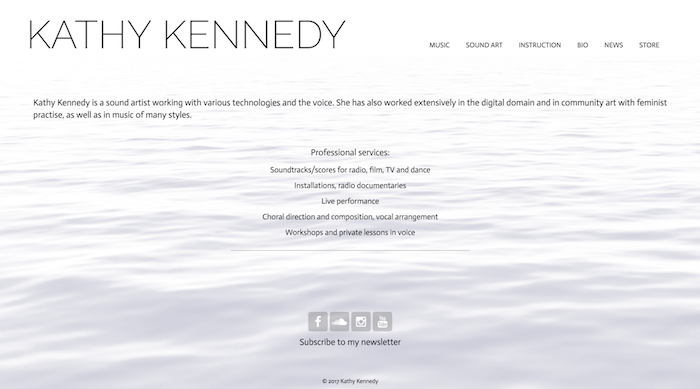 KATHY KENNEDY
MUSIC SOUND ART INSTRUCTION BIO NEWS STORE
Kathy Kennedy is a sound artist working with various technologies and the voice. She has also worked extensively in the digital domain and in community art with feminist
practise, as well as in music of many styles.
Professional services:
Soundtracks/scores for radio, film, TV and dance
Installations, radio documentaries
Live performance
Choral direction and composition, vocal arrangement
Workshops and private lessons in voice
Subscribe to my newsletter
© 2017 Kathy Kennedy